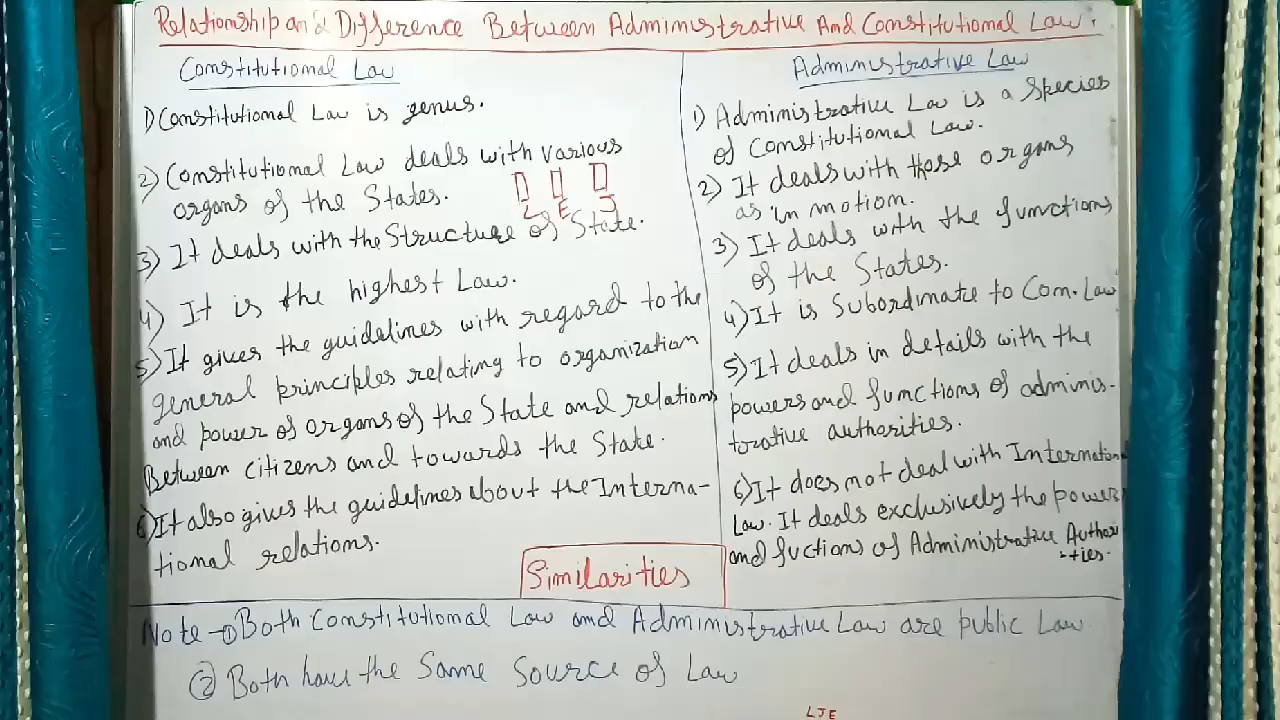 Relationship and Difference Between Administrative And Constitutional Law.
Constitutional Law
1) Constitutional Law is genus.
2) Constitutional Law deals with various
organs of the States.
L E J
3) It deals with the Structure of State.
4) It is the highest Law.
5) It gives the guidelines with regard to the
general principles relating to organization
and power of organs of the State and relations
Between citizens and towards the State.
6) It also gives the guidelines about the Interna-
tional relations.
Administrative Law
1) Administrative Law is a Species
of Constitutional Law.
2) It deals with those organs
as in motion.
3) It deals with the functions
of the States.
4) It is Subordinate to Con. Law
5) It deals in details with the
powers and functions of adminis-
trative authorities.
6) It does not deal with International
Law. It deals exclusively the power
and fuctions of Administrative Authori
-ties.
Similarities
Note → ① Both Constitutional Law and Administrative Law are public Law
② Both have the Same Source of Law
LJE